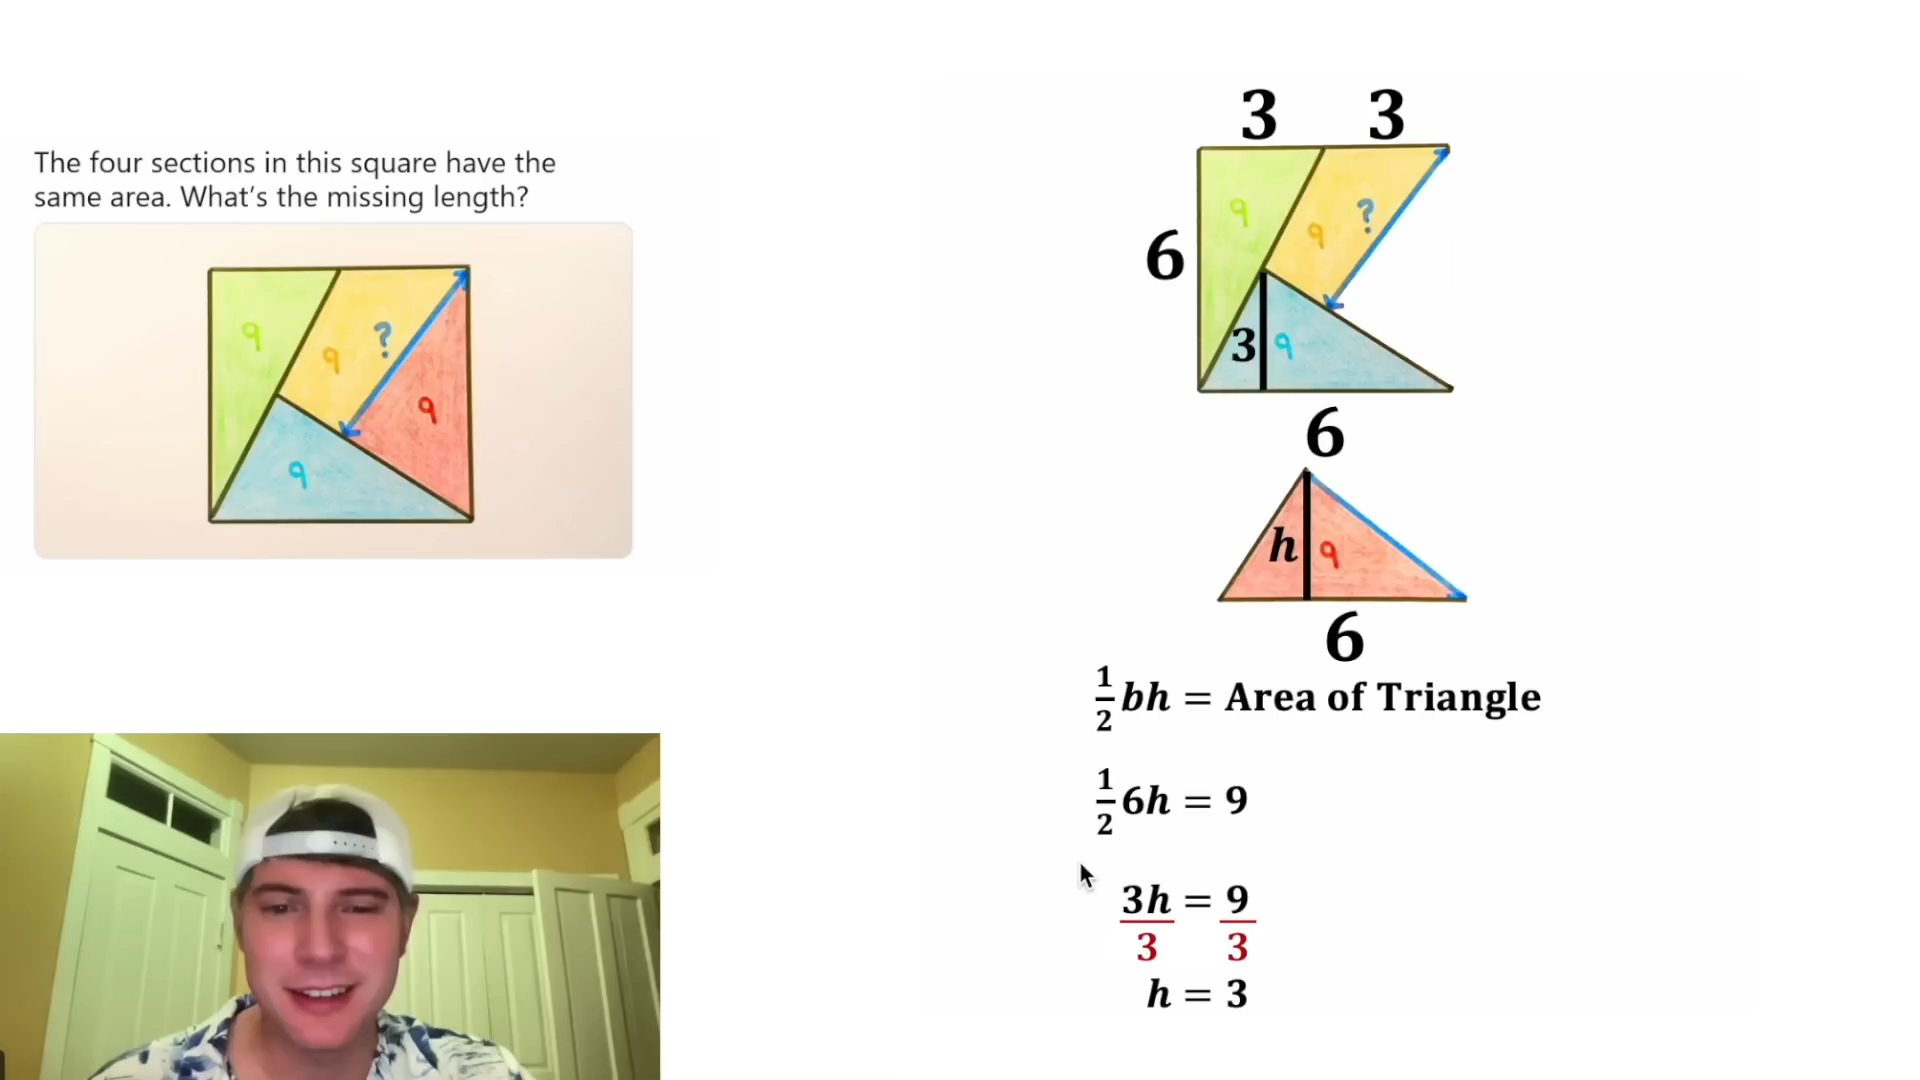 The four sections in this square have the
same area. What's the missing length?
9
?
9
9
9
3 3
9
?
9
6
3
9
6
h
9
6
1/2 bh = Area of Triangle
1/2 6h = 9
3h = 9
3 3
h = 3